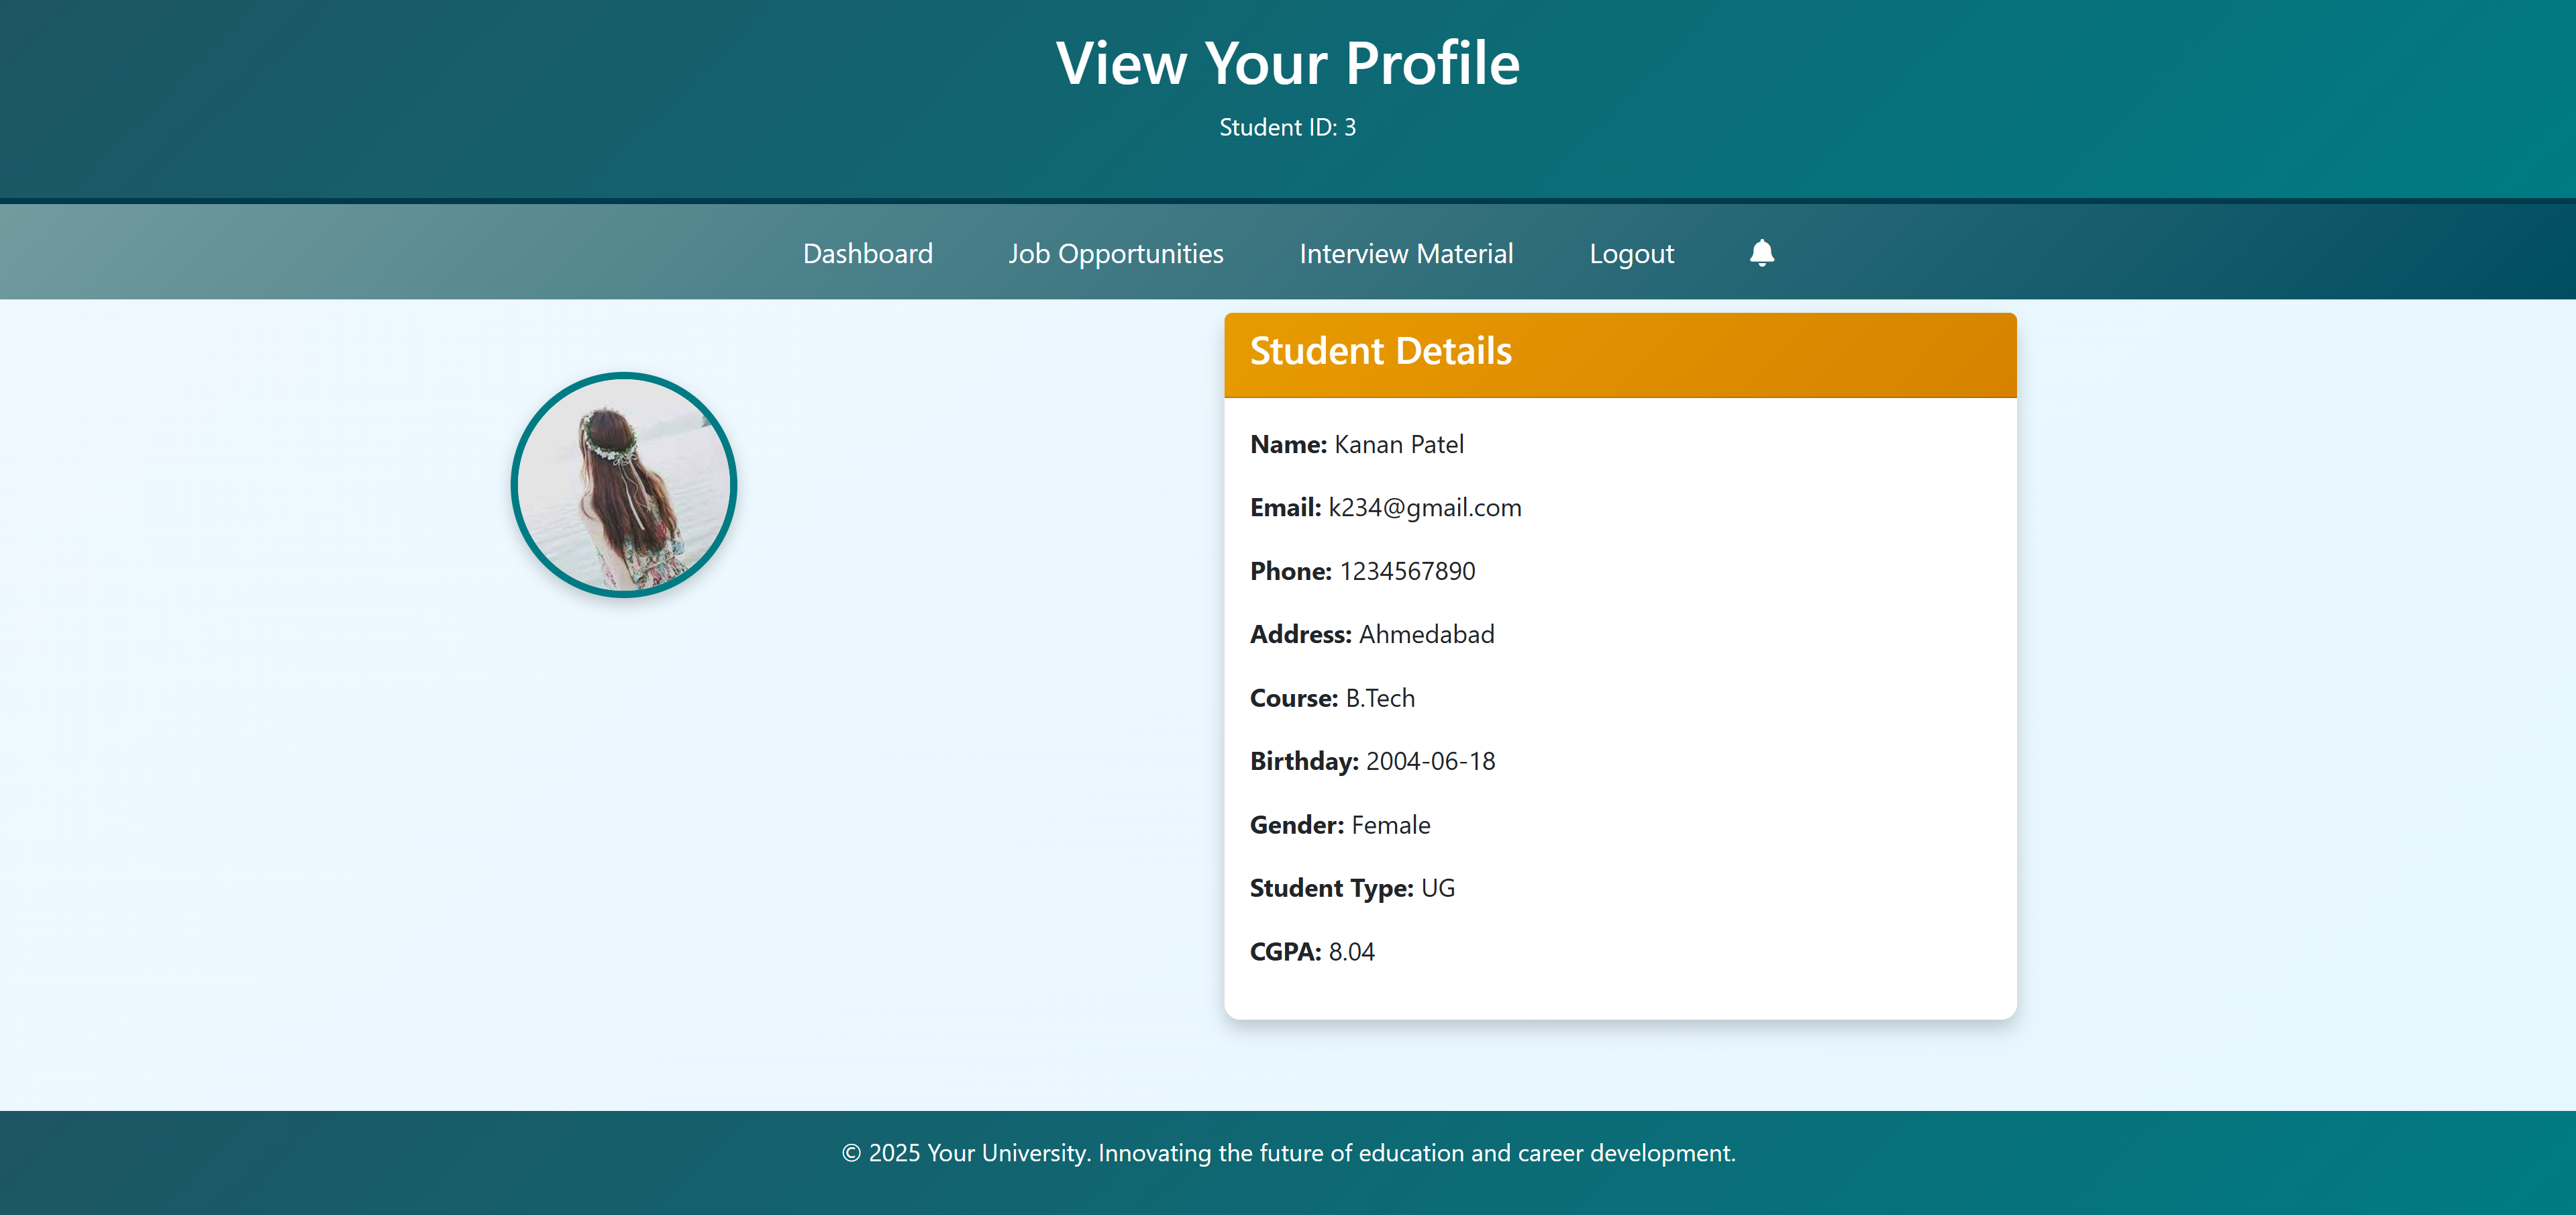 View Your Profile
Student ID: 3
Dashboard Job Opportunities Interview Material Logout
Student Details
Name: Kanan Patel
Email: k234@gmail.com
Phone: 1234567890
Address: Ahmedabad
Course: B.Tech
Birthday: 2004-06-18
Gender: Female
Student Type: UG
CGPA: 8.04
© 2025 Your University. Innovating the future of education and career development.